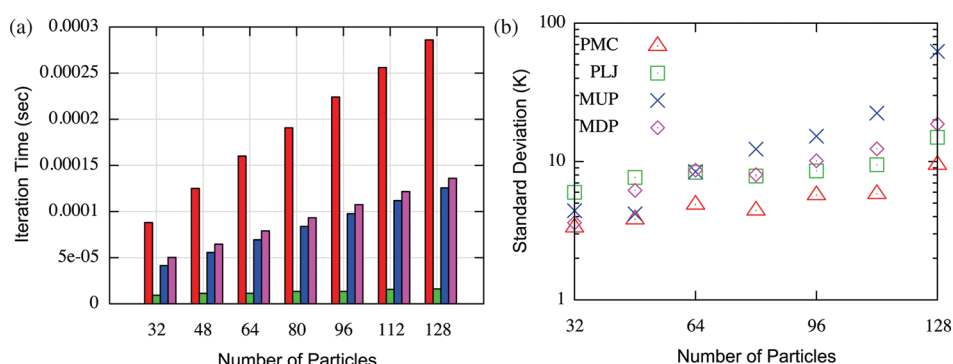 (a)
0.0003
0.00025
0.0002
0.00015
0.0001
5e-05
0
Iteration Time (sec)
32 48 64 80 96 112 128
Number of Particles
(b)
100
10
1
Standard Deviation (K)
PMC
PLJ
MUP
MDP
32 64 96 128
Number of Particles